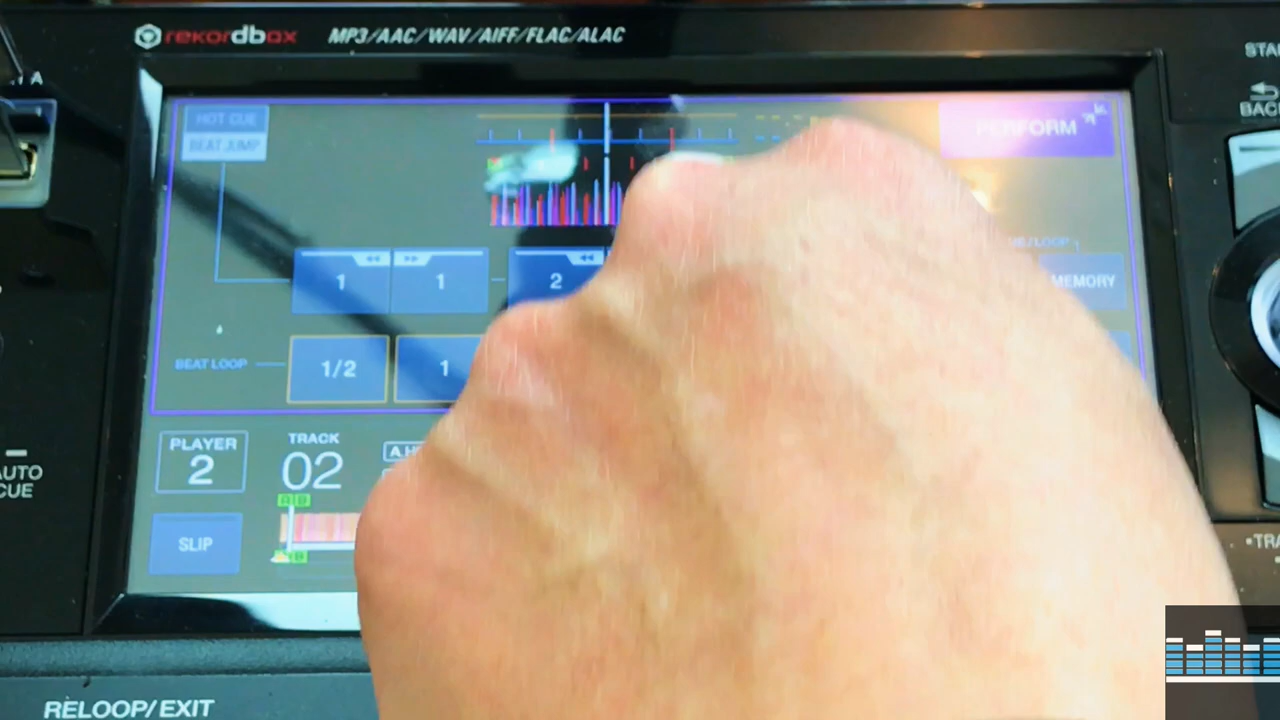 rekordbox MP3/AAC/WAV/AIFF/FLAC/ALAC
HOT CUE
BEAT JUMP
PERFORM
1 1 2
MEMORY
BEAT LOOP 1/2 1
PLAYER
2
TRACK
02
SLIP
AUTO
CUE
RELOOP/EXIT
BACK
A
A B
B